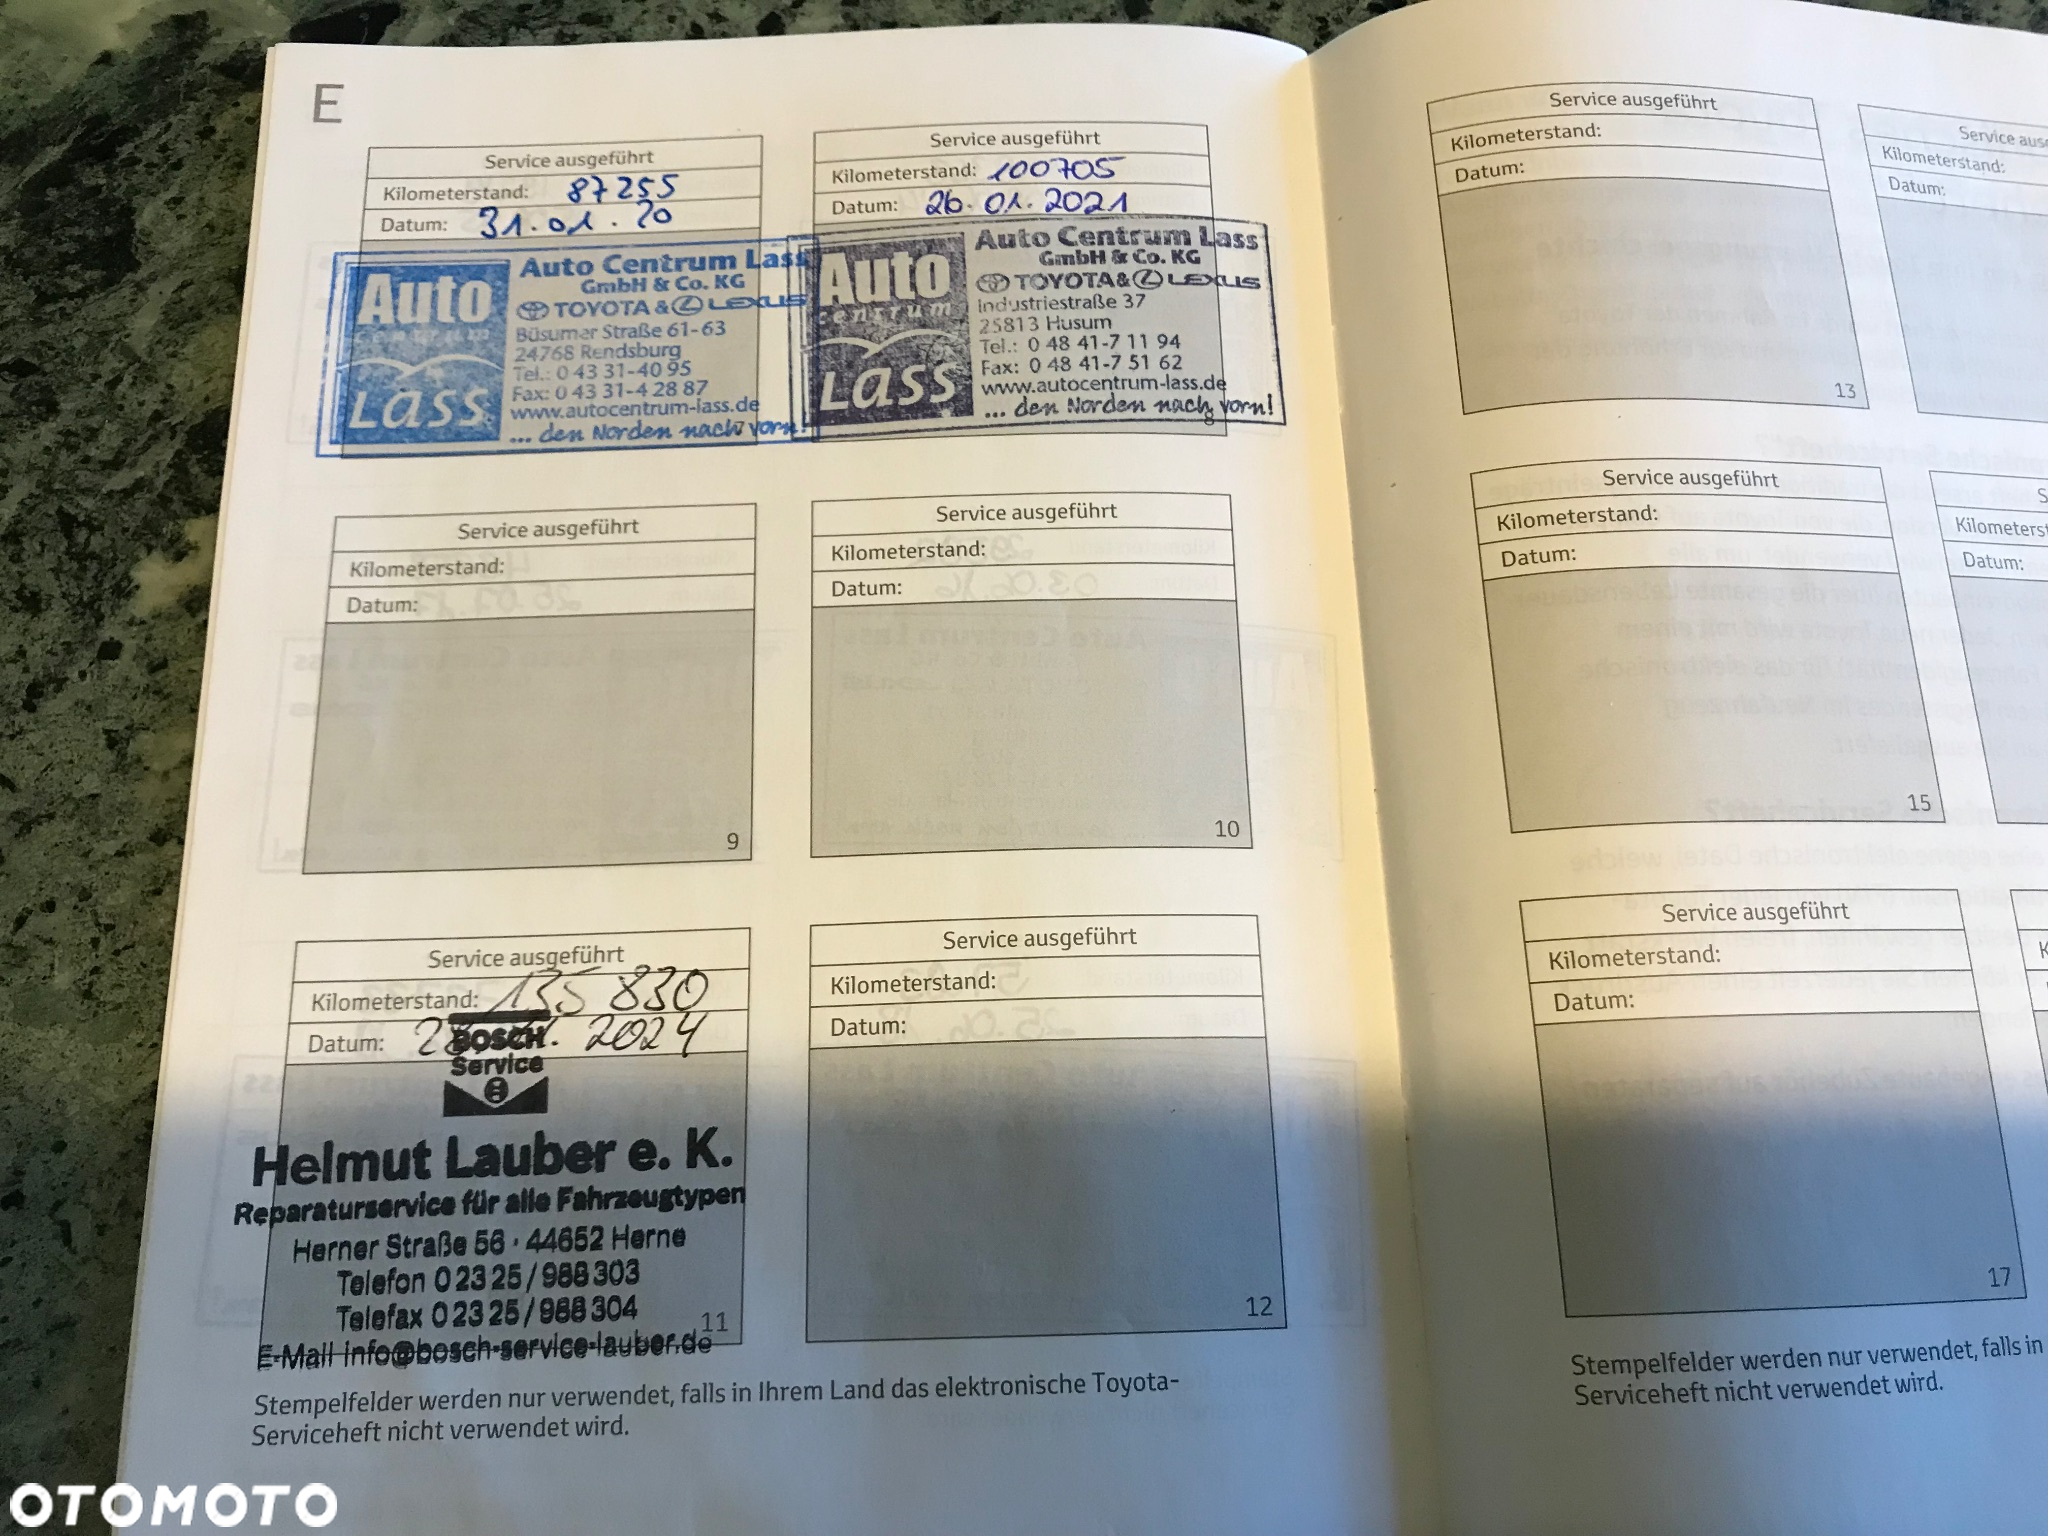 E
Service ausgeführt
Kilometerstand: 87255
Datum: 31.01.20
Auto
centrum
Lass
Auto Centrum Lass
GmbH & Co. KG
TOYOTA & LEXUS
Büsumer Straße 61-63
24768 Rendsburg
Tel.: 0 43 31-40 95
Fax: 0 43 31-4 28 87
www.autocentrum-lass.de
... den Norden nach vorn!
7
Service ausgeführt
Kilometerstand: 100705
Datum: 26.01.2021
Auto
centrum
Lass
Auto Centrum Lass
GmbH & Co. KG
TOYOTA & LEXUS
Industriestraße 37
25813 Husum
Tel.: 0 48 41-7 11 94
Fax: 0 48 41-7 51 62
www.autocentrum-lass.de
... den Norden nach vorn!
8
Service ausgeführt
Kilometerstand:
Datum:
9
Service ausgeführt
Kilometerstand:
Datum:
10
Service ausgeführt
Kilometerstand: 135 830
Datum: 2024
BOSCH
Service
Helmut Lauber e. K.
Reparaturservice für alle Fahrzeugtypen
Herner Straße 56 · 44652 Herne
Telefon 0 23 25 / 988 303
Telefax 0 23 25 / 988 304
E-Mail info@bosch-service-lauber.de
11
Service ausgeführt
Kilometerstand:
Datum:
12
Stempelfelder werden nur verwendet, falls in Ihrem Land das elektronische Toyota-
Serviceheft nicht verwendet wird.
Service ausgeführt
Kilometerstand:
Datum:
13
Service
Kilometerstand:
Datum:
Service ausgeführt
Kilometerstand:
Datum:
15
Datum:
Service ausgeführt
Kilometerstand:
Datum:
17
Stempelfelder werden nur verwendet, falls in
Serviceheft nicht verwendet wird.
OTOMOTO